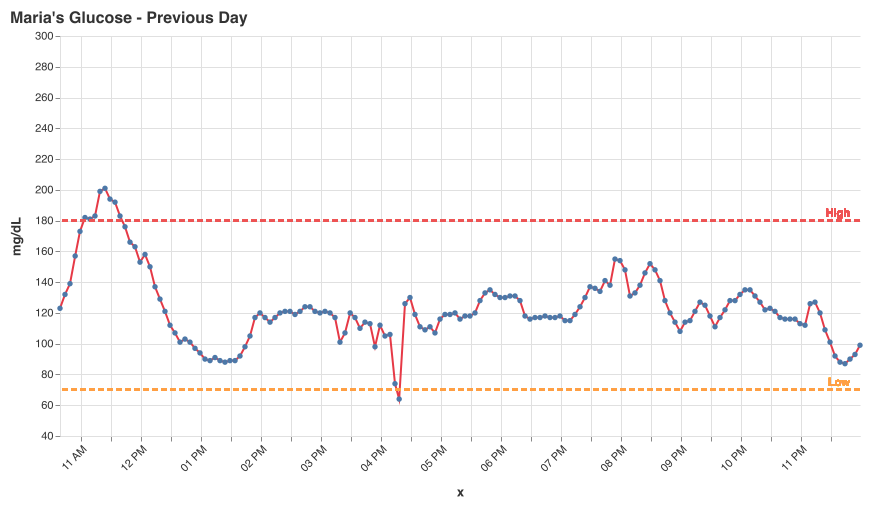 Maria's Glucose - Previous Day
300
280
260
240
220
200
180
160
140
120
100
80
60
40
mg/dL
High
Low
11 AM
12 PM
01 PM
02 PM
03 PM
04 PM
05 PM
06 PM
07 PM
08 PM
09 PM
10 PM
11 PM
x